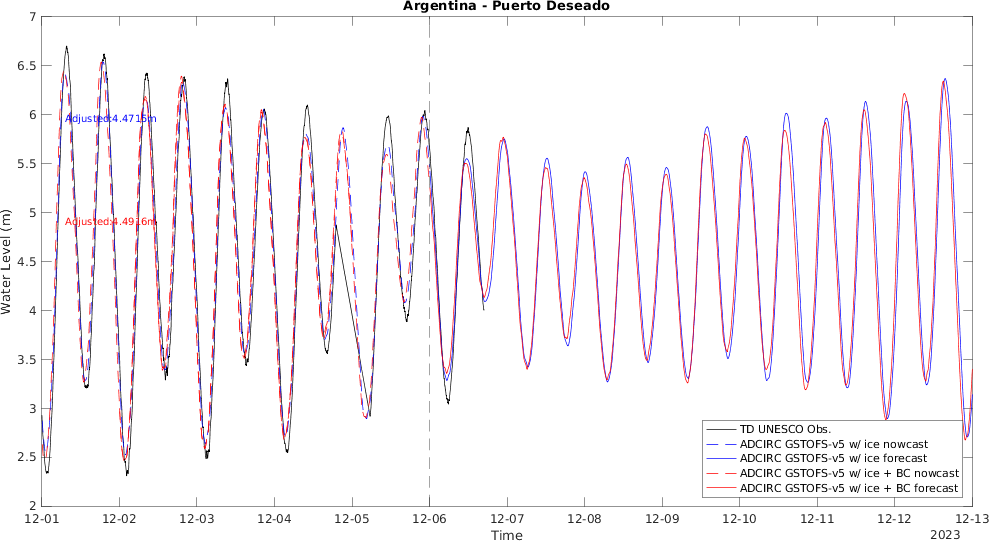 Argentina - Puerto Deseado
Water Level (m)
7
6.5
6
5.5
5
4.5
4
3.5
3
2.5
2
Adjusted:4.4715m
Adjusted:4.4916m
TD UNESCO Obs.
ADCIRC GSTOFS-v5 w/ ice nowcast
ADCIRC GSTOFS-v5 w/ ice forecast
ADCIRC GSTOFS-v5 w/ ice + BC nowcast
ADCIRC GSTOFS-v5 w/ ice + BC forecast
12-01 12-02 12-03 12-04 12-05 12-06 12-07 12-08 12-09 12-10 12-11 12-12 12-13
Time
2023